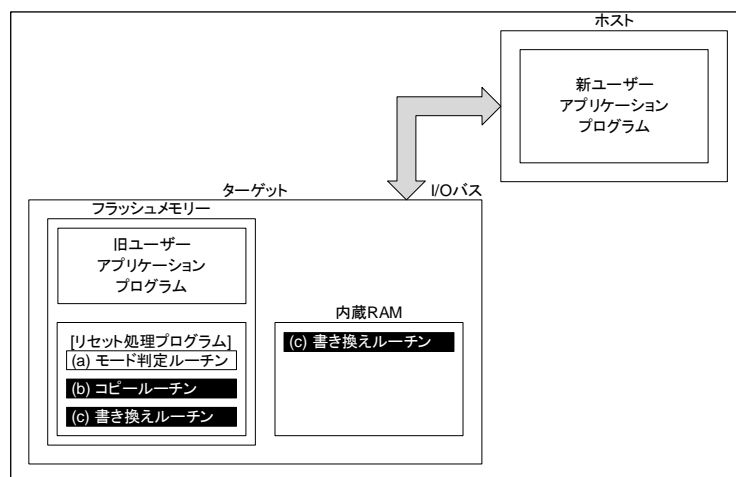 ホスト
新ユーザー
アプリケーション
プログラム
ターゲット
I/Oバス
フラッシュメモリー
旧ユーザー
アプリケーション
プログラム
内蔵RAM
[リセット処理プログラム]
(a) モード判定ルーチン
(b) コピールーチン
(c) 書き換えルーチン
(c) 書き換えルーチン